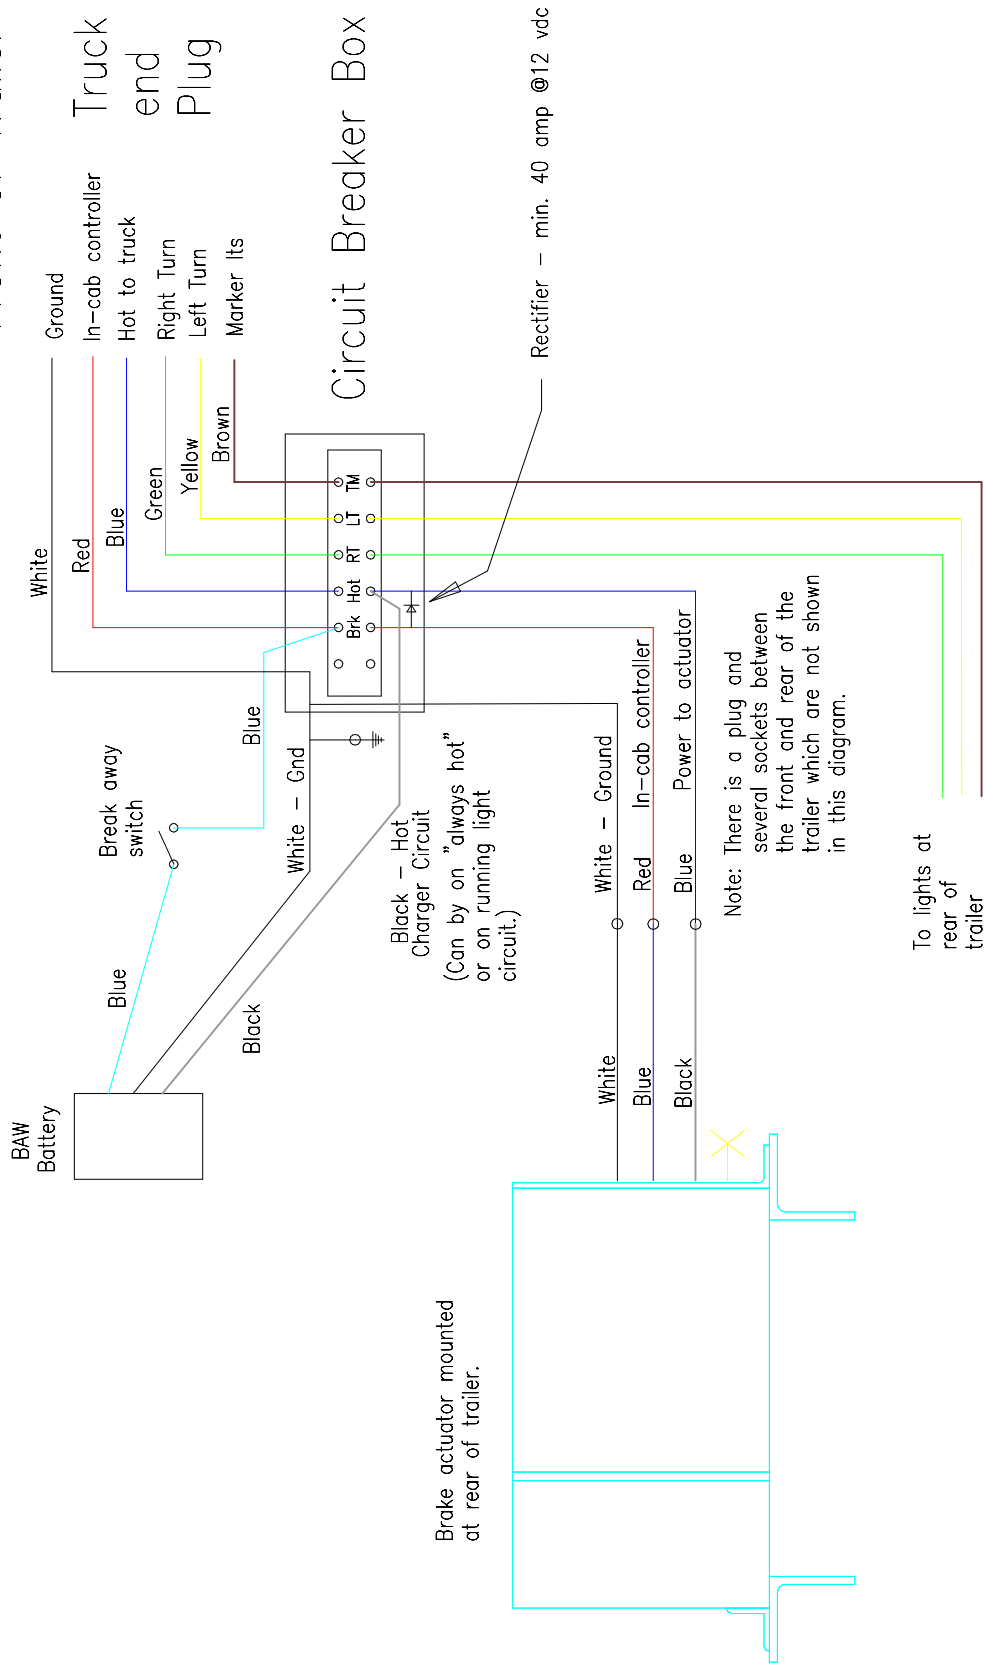 Truck
end
Plug
Ground
In-cab controller
Hot to truck
Right Turn
Left Turn
Marker lts
White
Red
Blue
Green
Yellow
Brown
Circuit Breaker Box
Rectifier - min. 40 amp @12 vdc
Brk
Hot
RT
LT
TM
Break away
switch
Blue
Blue
White - Gnd
Black
BAW
Battery
Black - Hot
Charger Circuit
(Can by on "always hot"
or on running light
circuit.)
White - Ground
Red
In-cab controller
Blue
Power to actuator
White
Blue
Black
Note: There is a plug and
several sockets between
the front and rear of the
trailer which are not shown
in this diagram.
To lights at
rear of
trailer
Brake actuator mounted
at rear of trailer.